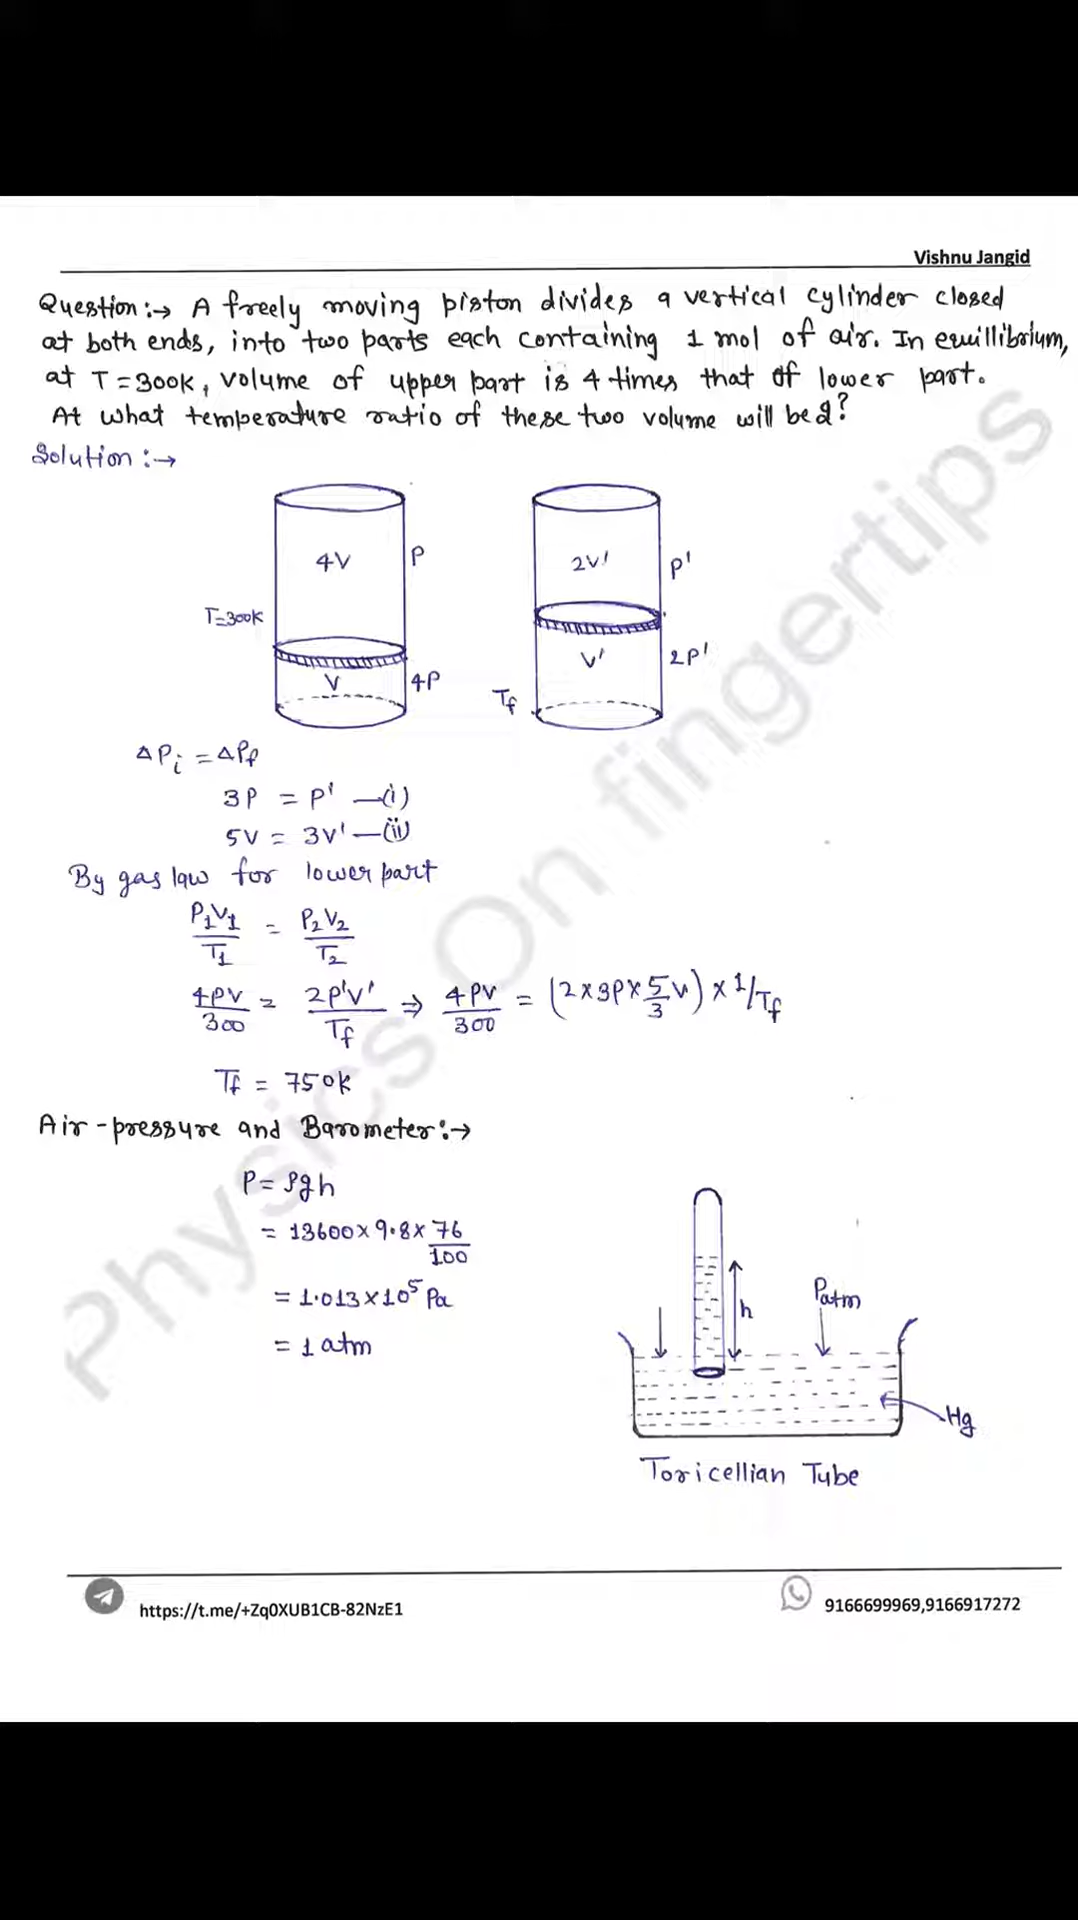 Vishnu Jangid
Question:→ A freely moving piston divides a vertical cylinder closed
at both ends, into two parts each containing 1 mol of air. In equillibrium,
at T=300k, volume of upper part is 4 times that of lower part.
At what temperature ratio of these two volume will be 2?
Solution:→
4V P
T=300k
V 4P
2V' P'
V' 2P'
Tf
ΔPi = ΔPf
3P = P' —(i)
5V = 3V' —(ii)
By gas law for lower part
P₁V₁/T₁ = P₂V₂/T₂
4PV/300 = 2P'V'/Tf ⇒ 4PV/300 = (2×3P×5/3 V) × 1/Tf
Tf = 750k
Air-pressure and Barometer:→
P = ρgh
= 13600 × 9.8 × 76/100
= 1.013 × 10⁵ Pa
= 1 atm
h
Patm
Hg
Toricellian Tube
Physics On fingertips
https://t.me/+Zq0XUB1CB-82NzE1
9166699969,9166917272